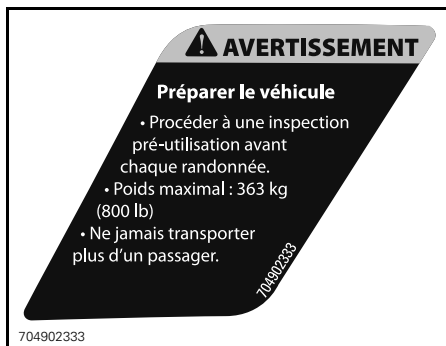 AVERTISSEMENT
Préparer le véhicule
• Procéder à une inspection
pré-utilisation avant
chaque randonnée.
• Poids maximal : 363 kg
(800 lb)
• Ne jamais transporter
plus d'un passager.
704902333
704902333